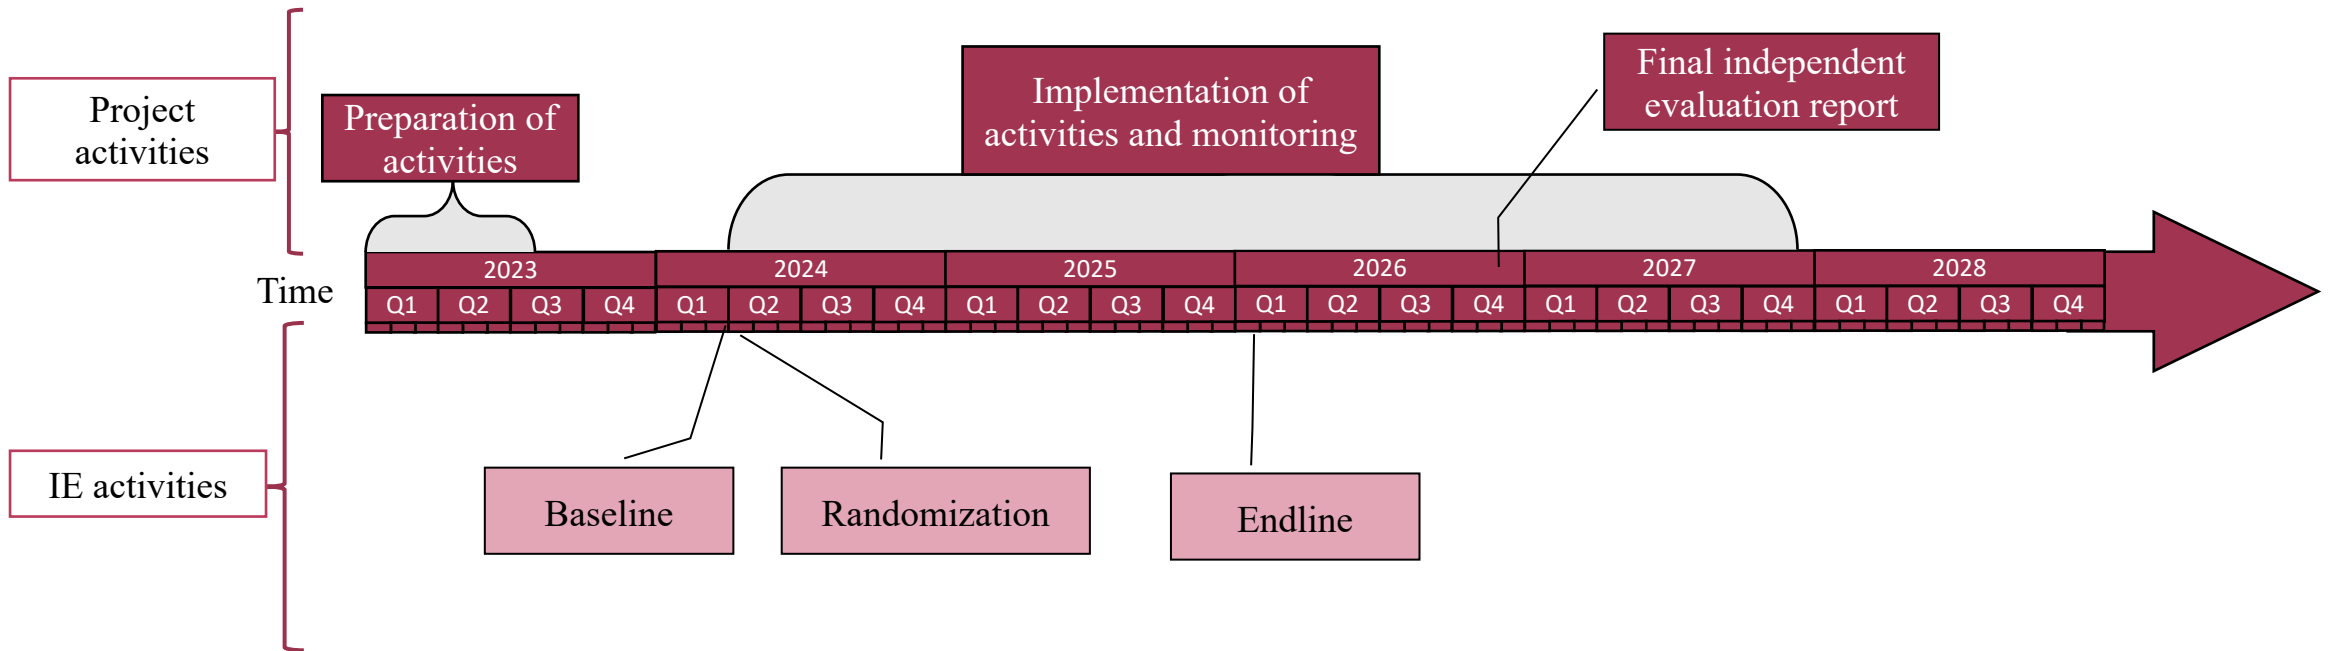 Project
activities
Preparation of
activities
Implementation of
activities and monitoring
Final independent
evaluation report
Time
2023 2024 2025 2026 2027 2028
Q1 Q2 Q3 Q4 Q1 Q2 Q3 Q4 Q1 Q2 Q3 Q4 Q1 Q2 Q3 Q4 Q1 Q2 Q3 Q4 Q1 Q2 Q3 Q4
IE activities
Baseline
Randomization
Endline